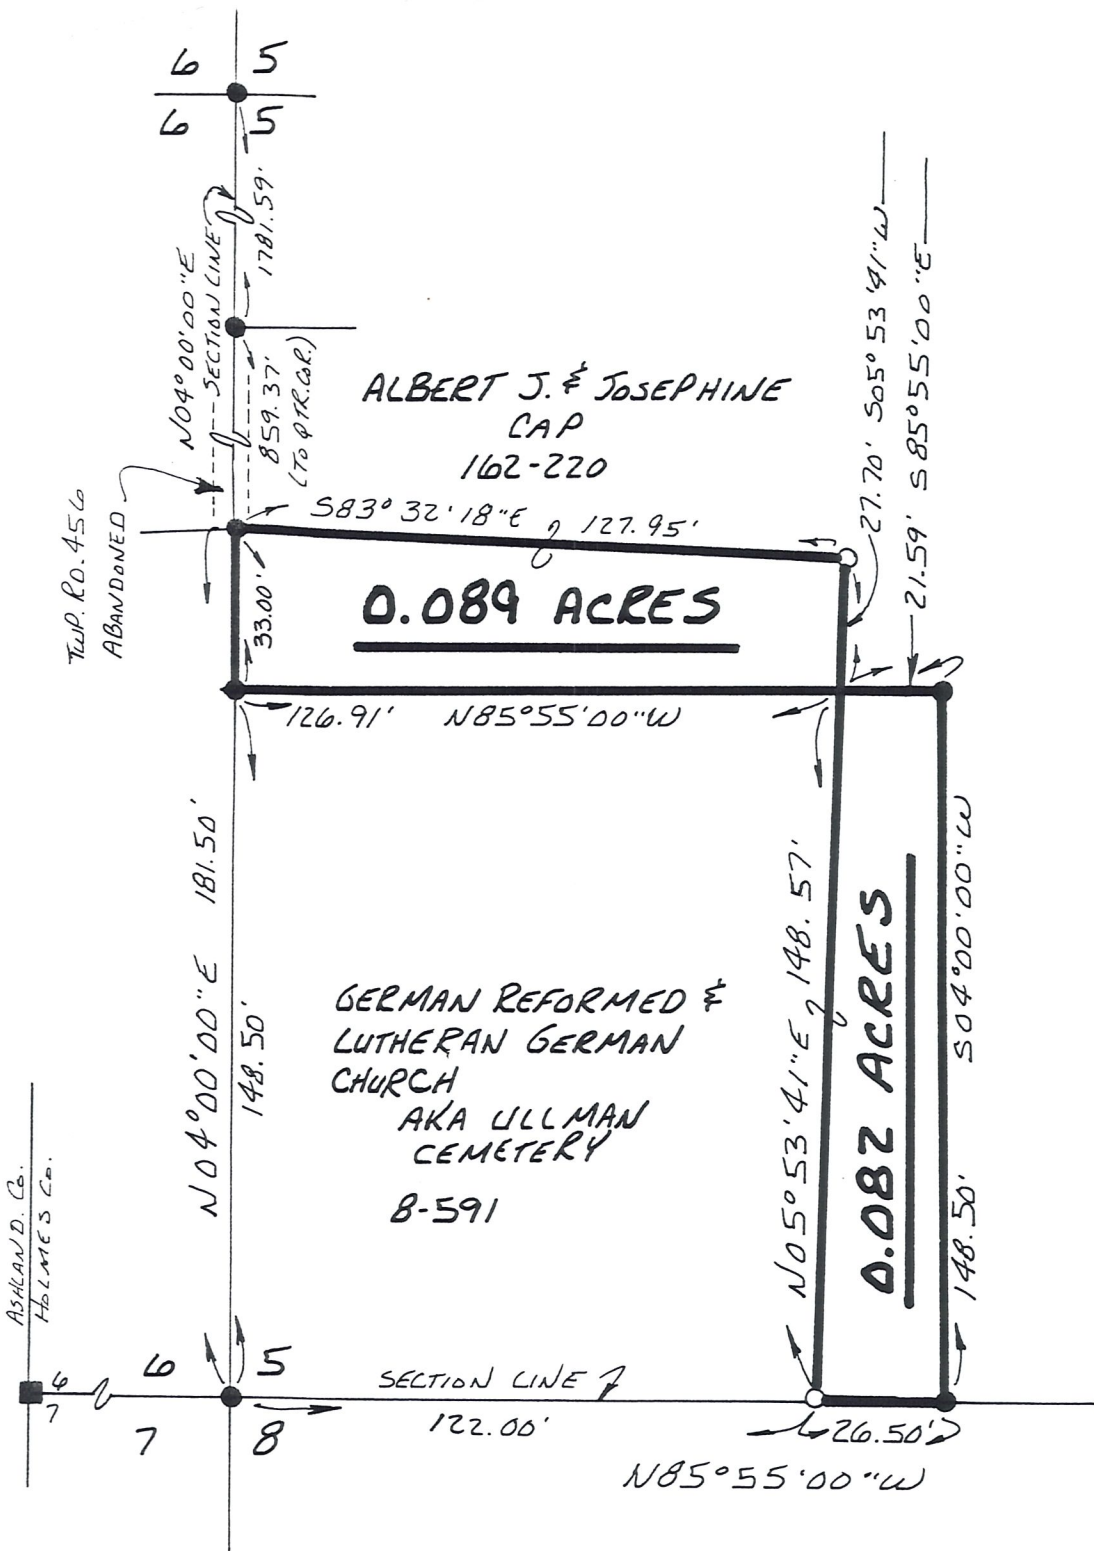 6 5
6 5
1781.59'
N04°00'00"E
SECTION LINE
859.37'
(TO QTR.COR.)
TWP. RD. 456
ABANDONED
ALBERT J. & JOSEPHINE
CAP
162-220
27.70' S05°53'41"W
21.59' S85°55'00"E
S83°32'18"E 127.95'
33.00'
0.089 ACRES
126.91' N85°55'00"W
N04°00'00"E 181.50'
148.50'
GERMAN REFORMED &
LUTHERAN GERMAN
CHURCH
AKA ULLMAN
CEMETERY
8-591
N05°53'41"E 148.57'
0.082 ACRES
S04°00'00"W
148.50'
ASHLAND. Co.
HOLMES Co.
6
7
6 5
7 8
SECTION LINE
122.00'
26.50'
N85°55'00"W